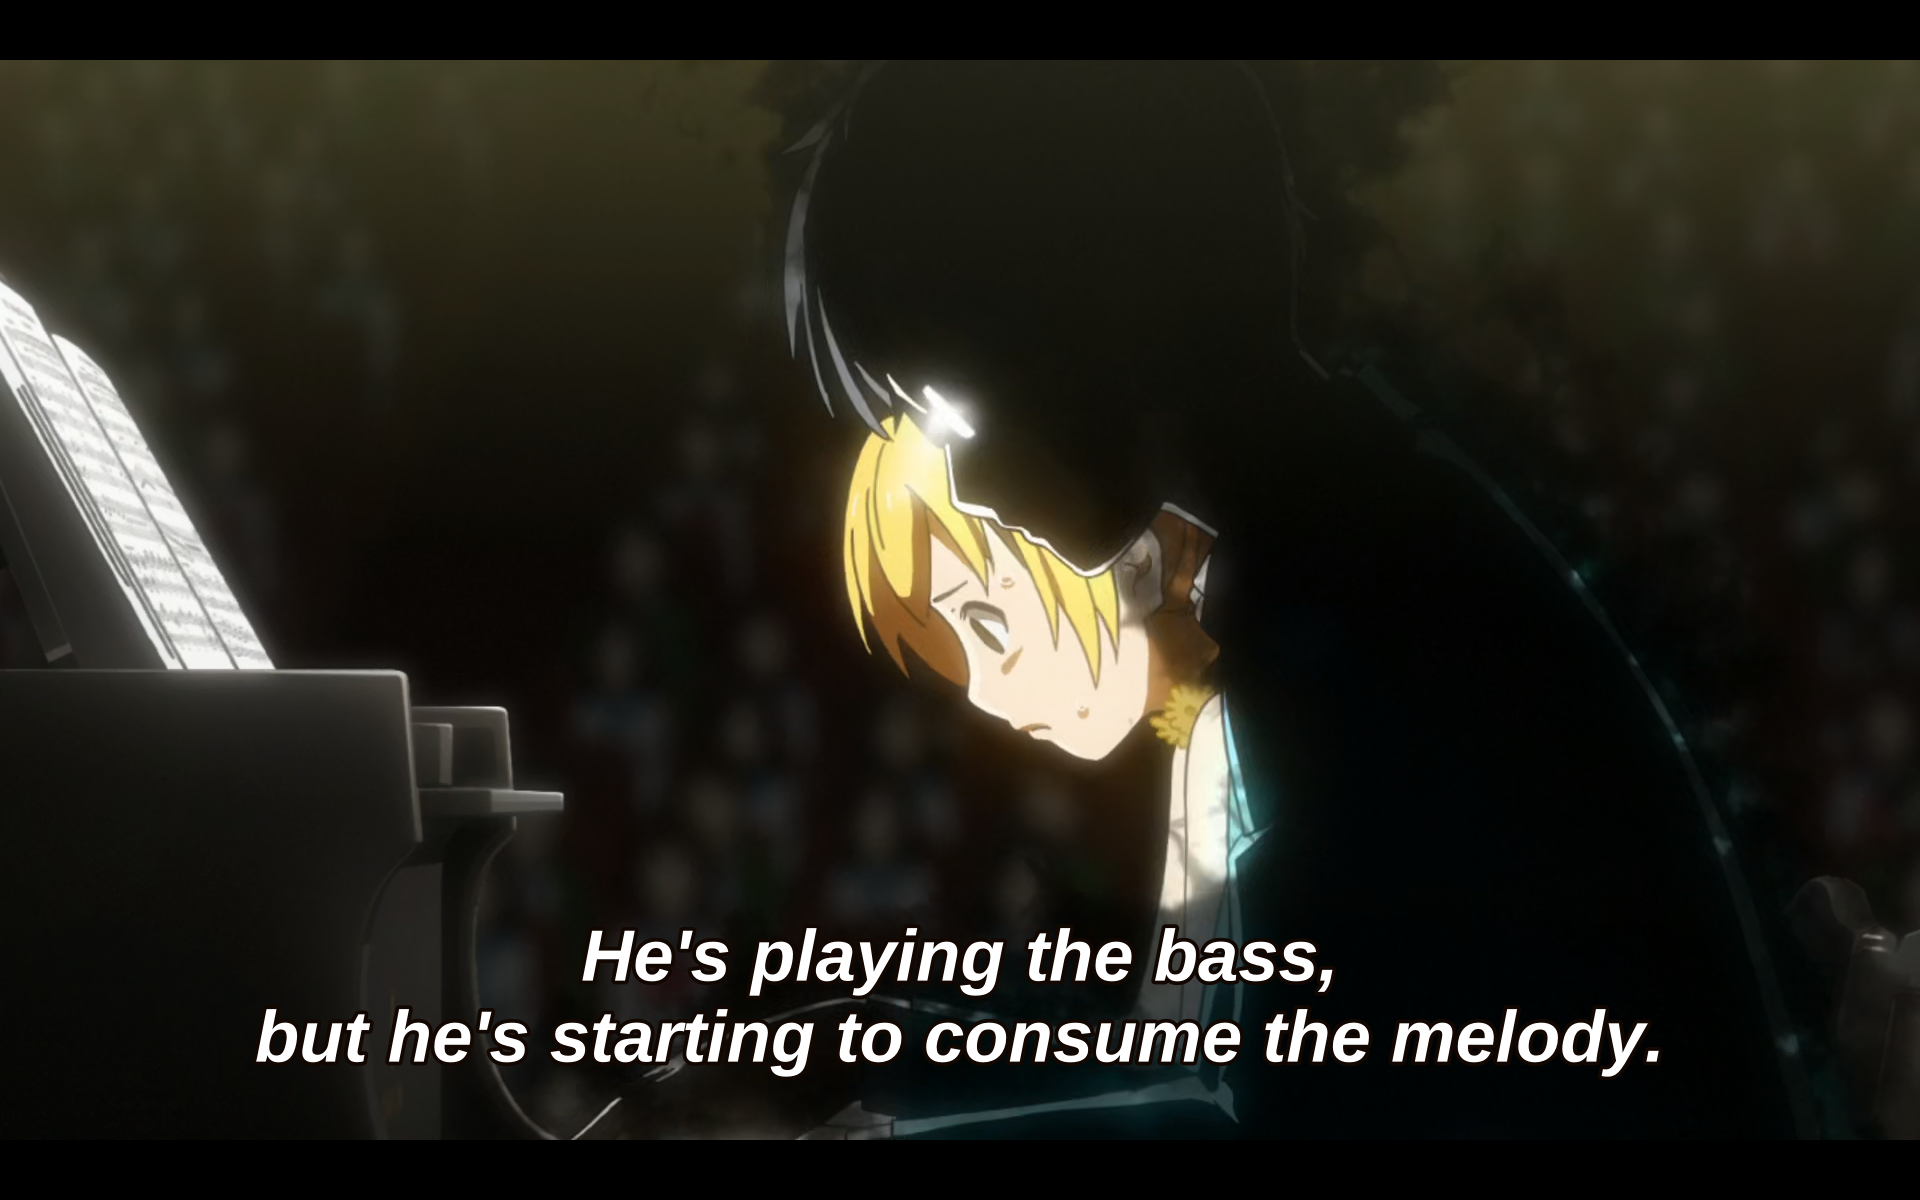 He's playing the bass,
but he's starting to consume the melody.